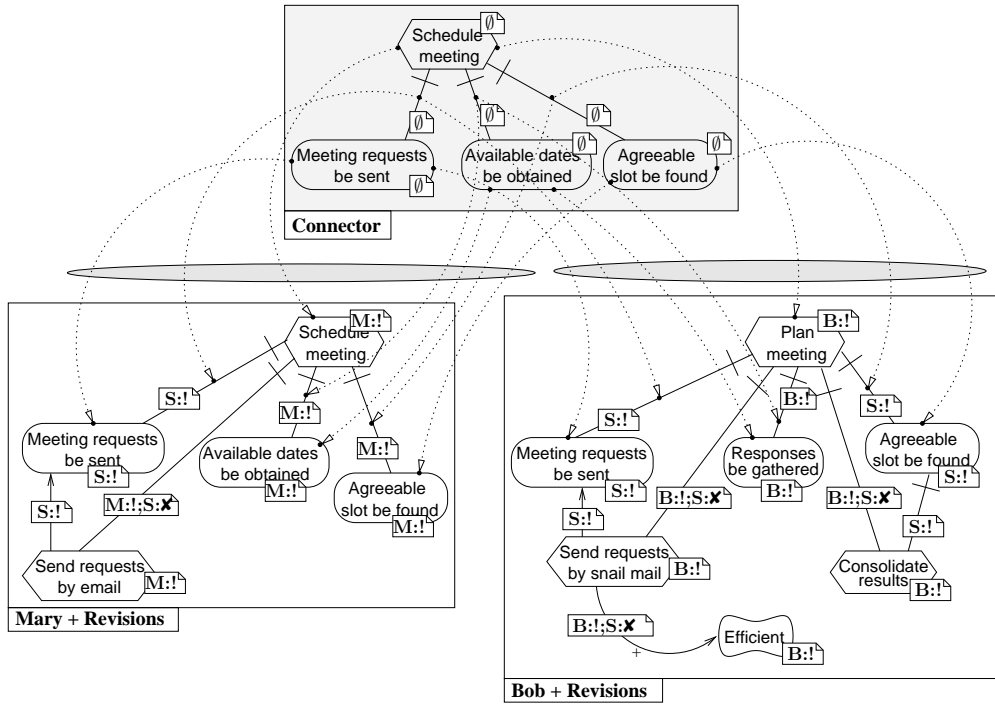 ∅
Schedule
meeting
∅
∅
∅
∅
∅
Meeting requests
be sent
∅
Available dates
be obtained
Agreeable
slot be found
Connector
Schedule
meeting
M:!
S:!
M:!
M:!
Meeting requests
be sent
S:!
Available dates
be obtained
M:!
Agreeable
slot be found
M:!
S:!
M:!;S:✘
Send requests
by email
M:!
Mary + Revisions
Plan
meeting
B:!
S:!
B:!
S:!
Meeting requests
be sent
S:!
Responses
be gathered
B:!
Agreeable
slot be found
S:!
S:!
B:!;S:✘
B:!;S:✘
S:!
Send requests
by snail mail
B:!
Consolidate
results
B:!
B:!;S:✘
+
Efficient
B:!
Bob + Revisions